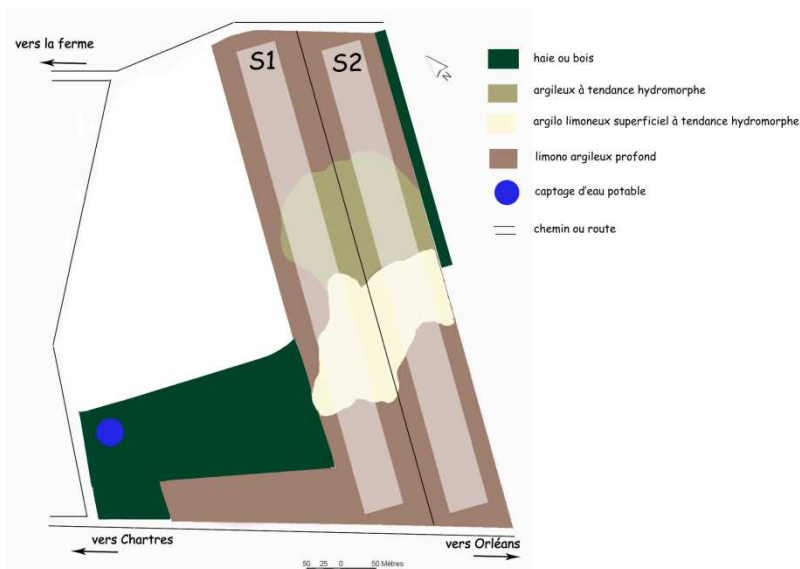 vers la ferme
S1
S2
N
haie ou bois
argileux à tendance hydromorphe
argilo limoneux superficiel à tendance hydromorphe
limono argileux profond
captage d'eau potable
chemin ou route
vers Chartres
vers Orléans
50 25 0 50 Mètres